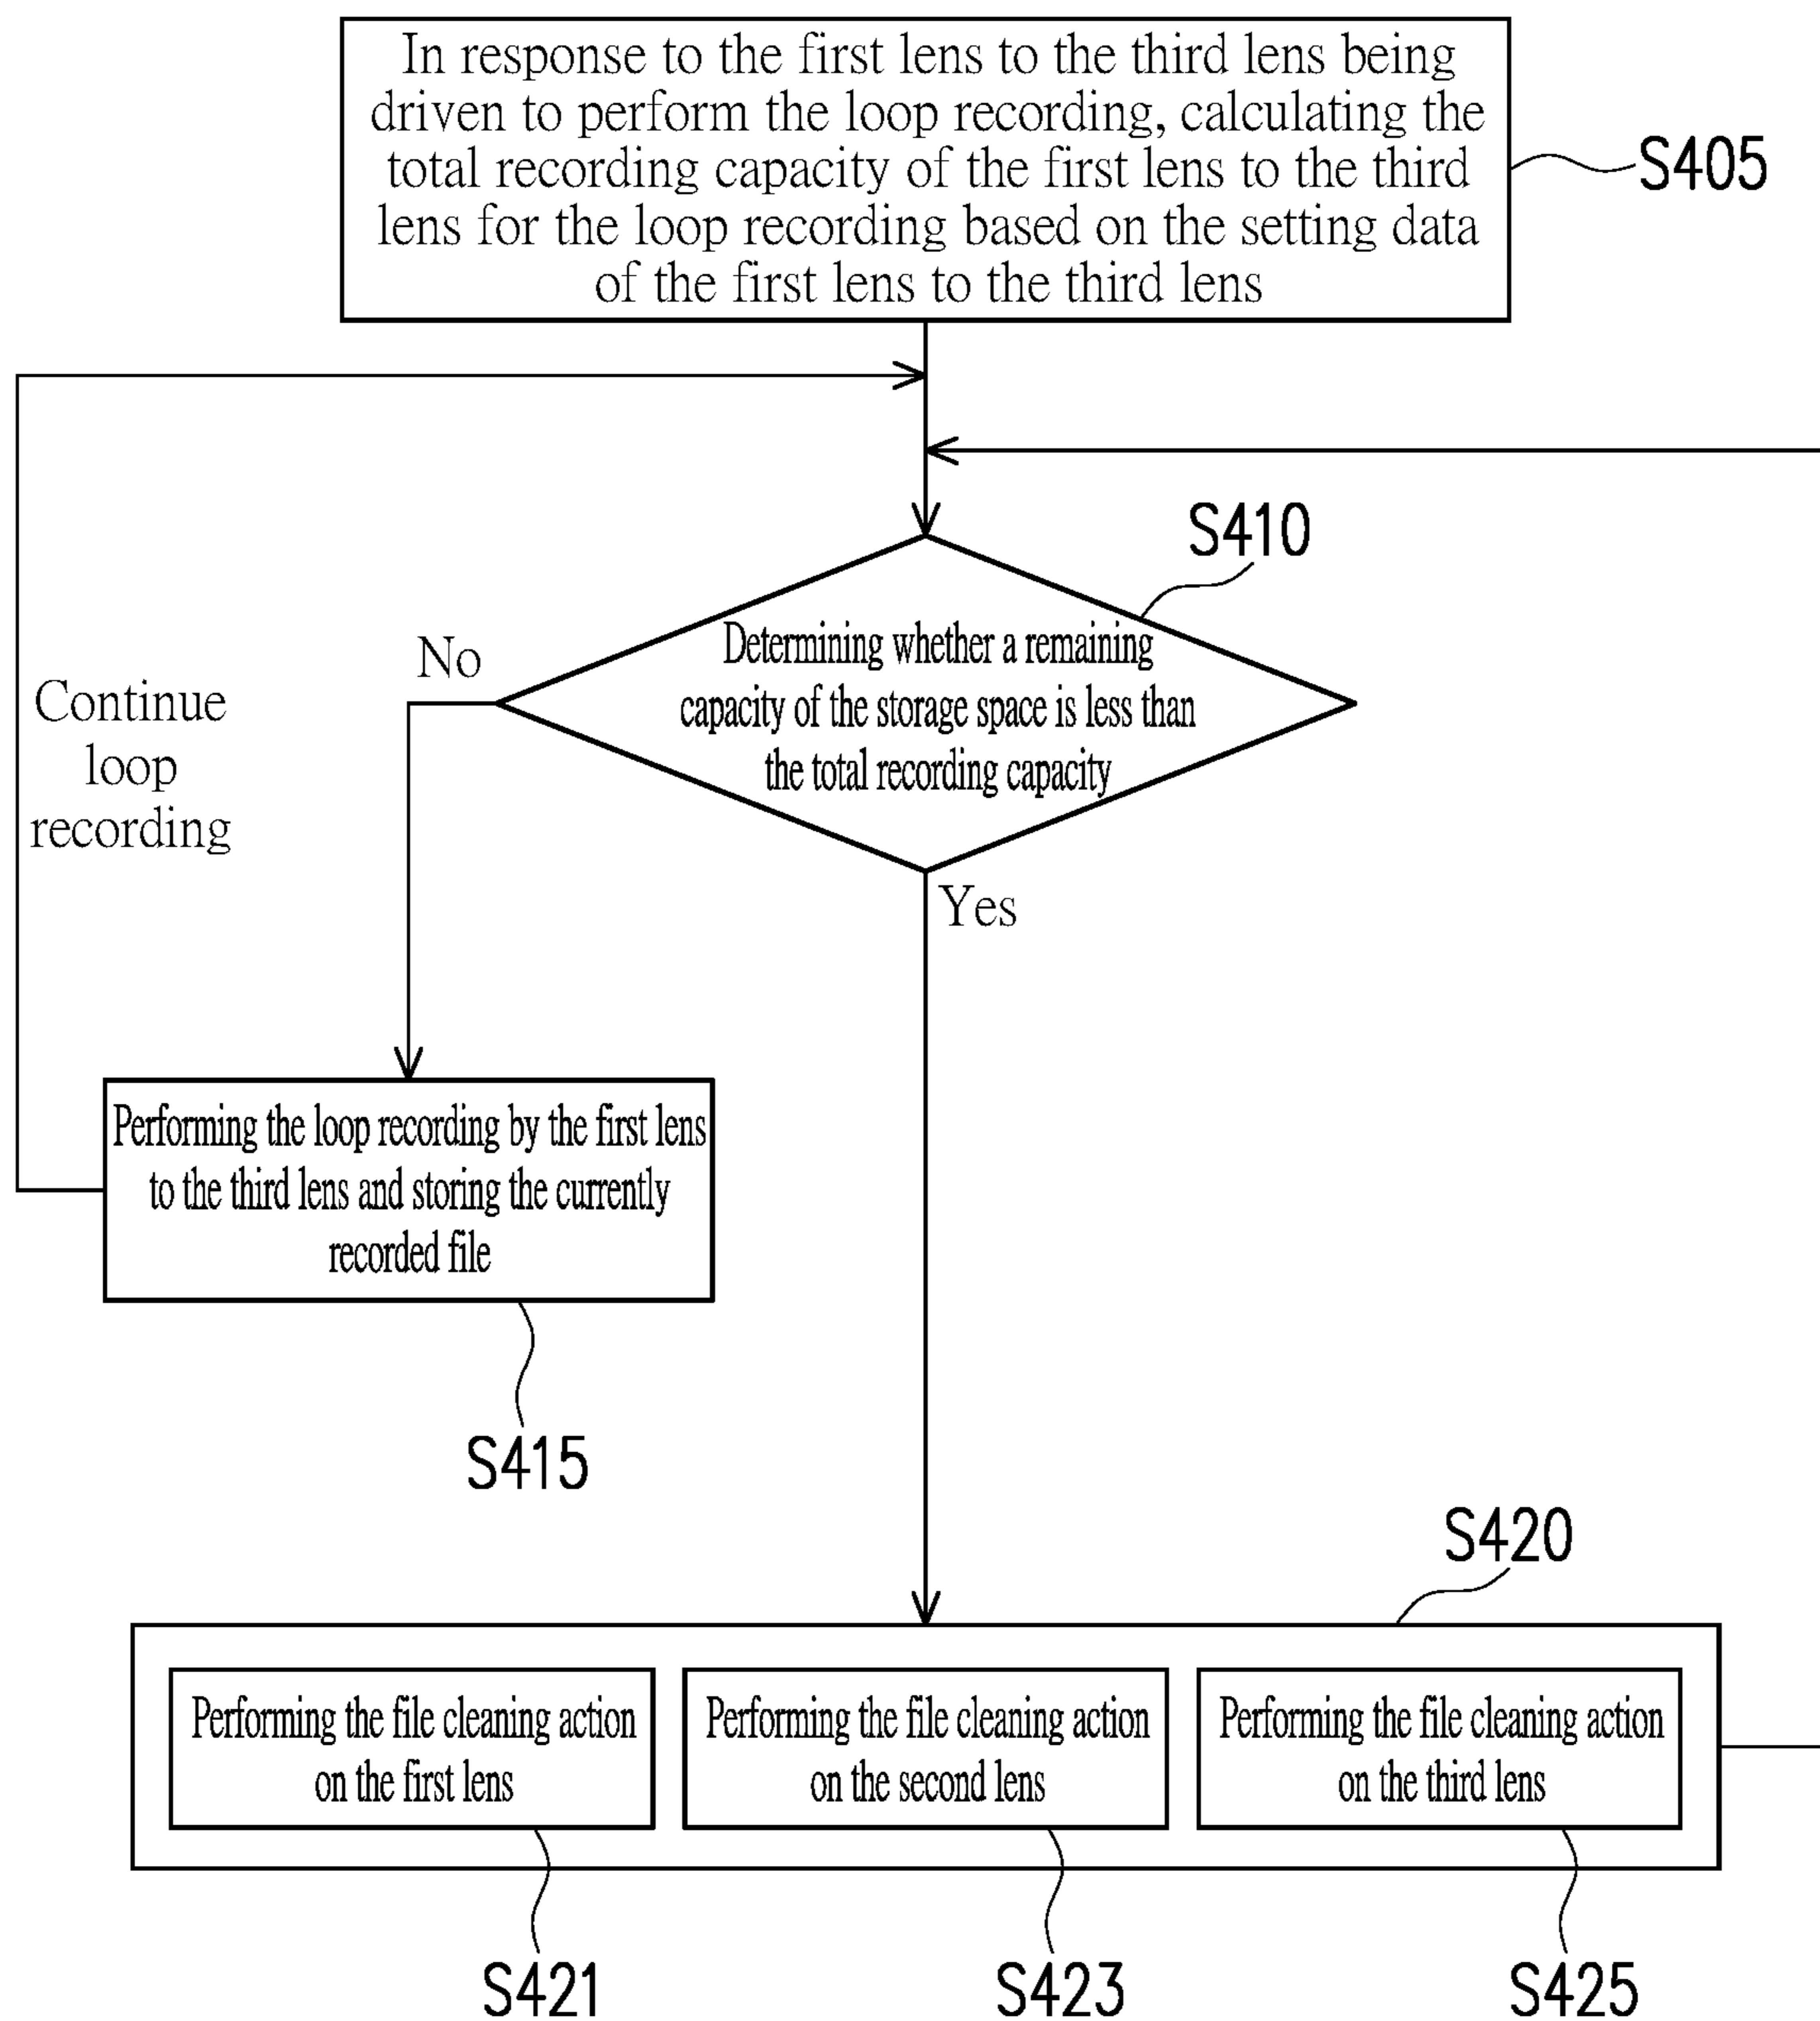 In response to the first lens to the third lens being
driven to perform the loop recording, calculating the
total recording capacity of the first lens to the third
lens for the loop recording based on the setting data
of the first lens to the third lens
S405
S410
Determining whether a remaining
capacity of the storage space is less than
the total recording capacity
No
Continue
loop
recording
Yes
Performing the loop recording by the first lens
to the third lens and storing the currently
recorded file
S415
S420
Performing the file cleaning action
on the first lens
Performing the file cleaning action
on the second lens
Performing the file cleaning action
on the third lens
S421
S423
S425